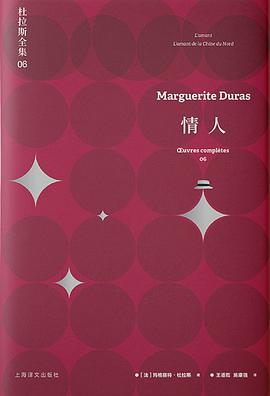 杜拉斯全集
06
L'amant
L'amant de la Chine du Nord
Marguerite Duras
情人
Œuvres complètes
06
上海译文出版社
[法] 玛格丽特·杜拉斯 著
王道乾 施康强 译